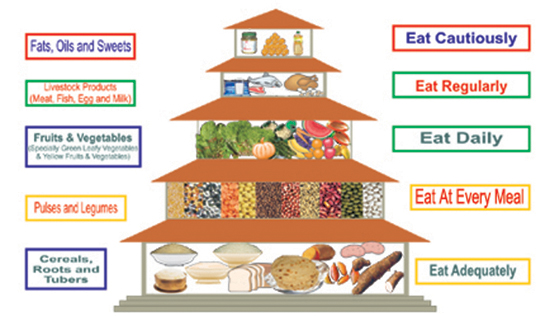 Fats, Oils and Sweets
Eat Cautiously
Livestock Products
(Meat, Fish, Egg and Milk)
Eat Regularly
Fruits & Vegetables
(Specially Green Leafy Vegetables
& Yellow Fruits & Vegetables)
Eat Daily
Pulses and Legumes
Eat At Every Meal
Cereals,
Roots and
Tubers
Eat Adequately